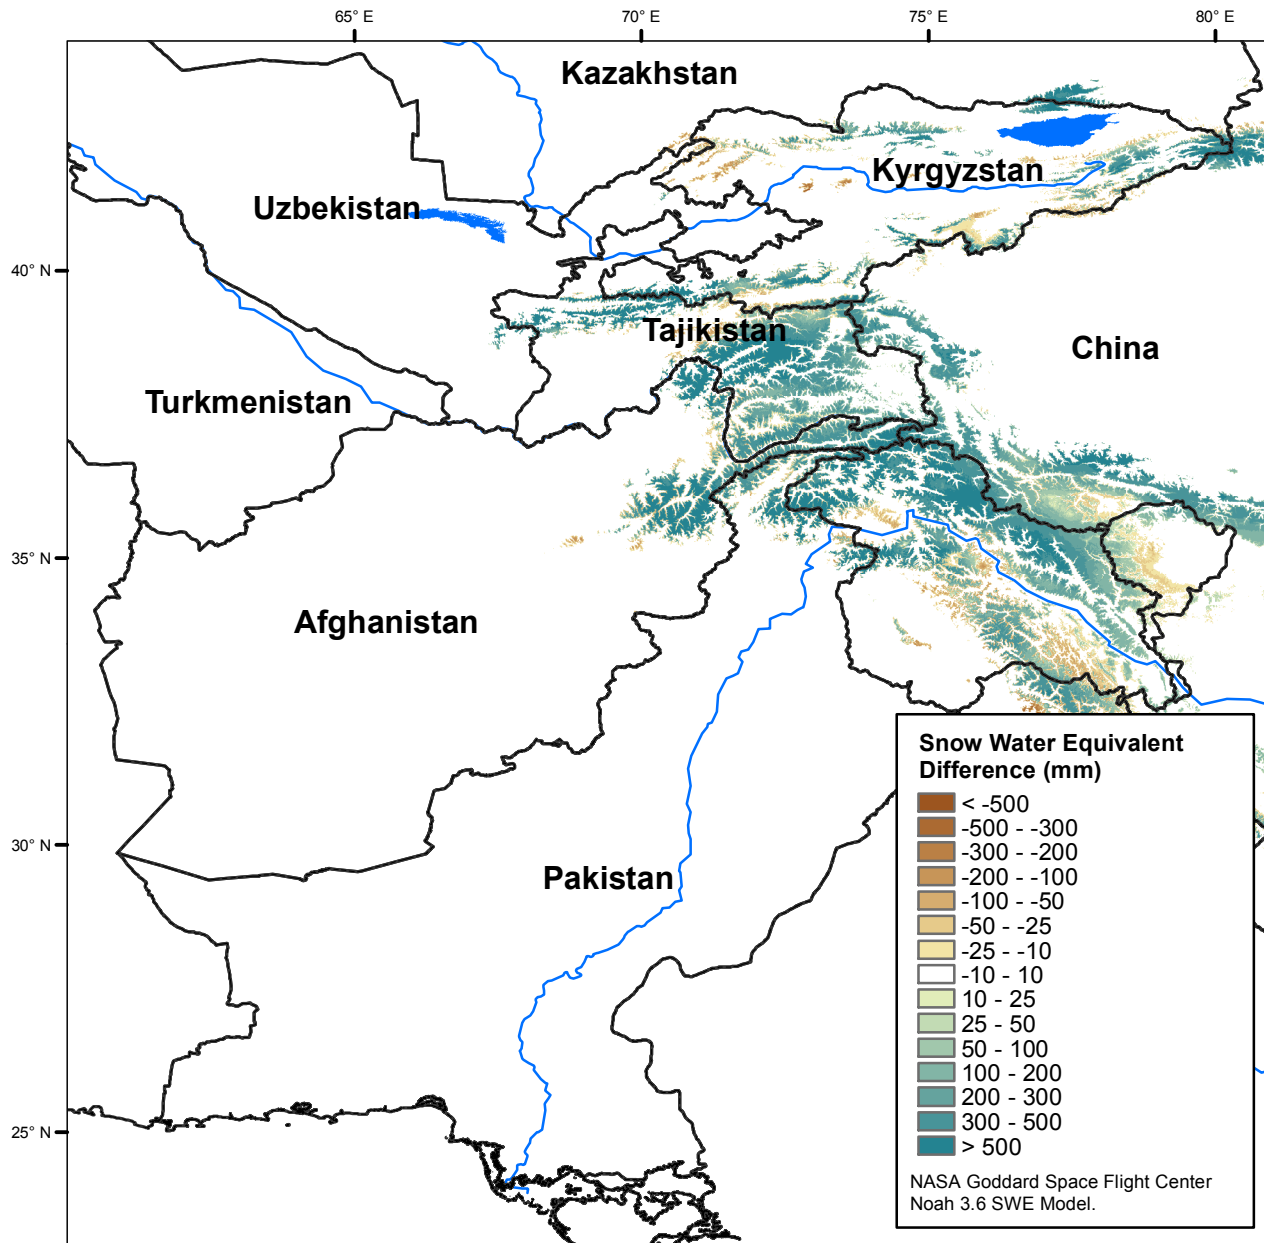 65° E 70° E 75° E 80° E
Kazakhstan
Kyrgyzstan
Uzbekistan
40° N
Tajikistan
China
Turkmenistan
35° N
Afghanistan
Snow Water Equivalent
Difference (mm)
< -500
-500 - -300
-300 - -200
-200 - -100
-100 - -50
-50 - -25
-25 - -10
-10 - 10
10 - 25
25 - 50
50 - 100
100 - 200
200 - 300
300 - 500
> 500
NASA Goddard Space Flight Center
Noah 3.6 SWE Model.
30° N
Pakistan
25° N